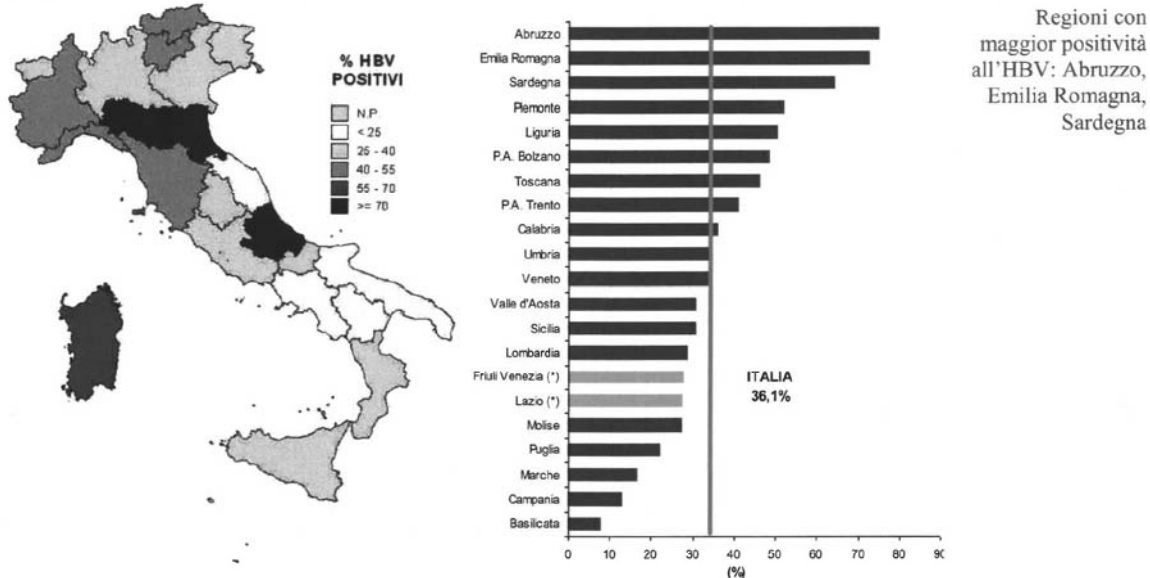 % HBV
POSITIVI
N.P.
< 25
25 - 40
40 - 55
55 - 70
>= 70
Abruzzo
Emilia Romagna
Sardegna
Piemonte
Liguria
P.A. Bolzano
Toscana
P.A. Trento
Calabria
Umbria
Veneto
Valle d'Aosta
Sicilia
Lombardia
Friuli Venezia (*)
Lazio (*)
Molise
Puglia
Marche
Campania
Basilicata
ITALIA
36,1%
0 10 20 30 40 50 60 70 80
(%)
Regioni con
maggior positività
all'HBV: Abruzzo,
Emilia Romagna,
Sardegna